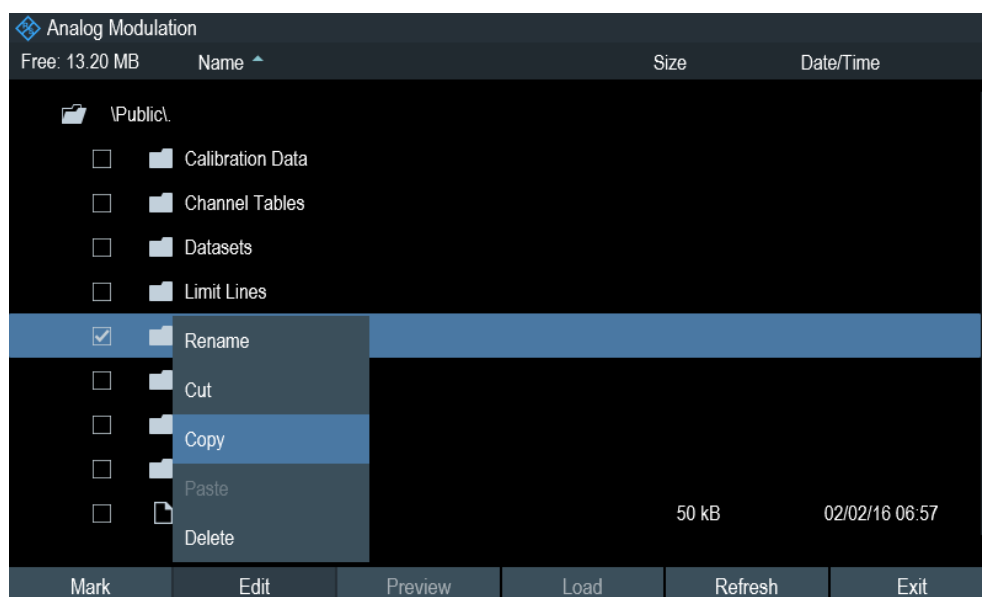 Analog Modulation
Free: 13.20 MB Name Size Date/Time
\Public\.
Calibration Data
Channel Tables
Datasets
Limit Lines
Rename
Cut
Copy
Paste
50 kB 02/02/16 06:57
Delete
Mark Edit Preview Load Refresh Exit